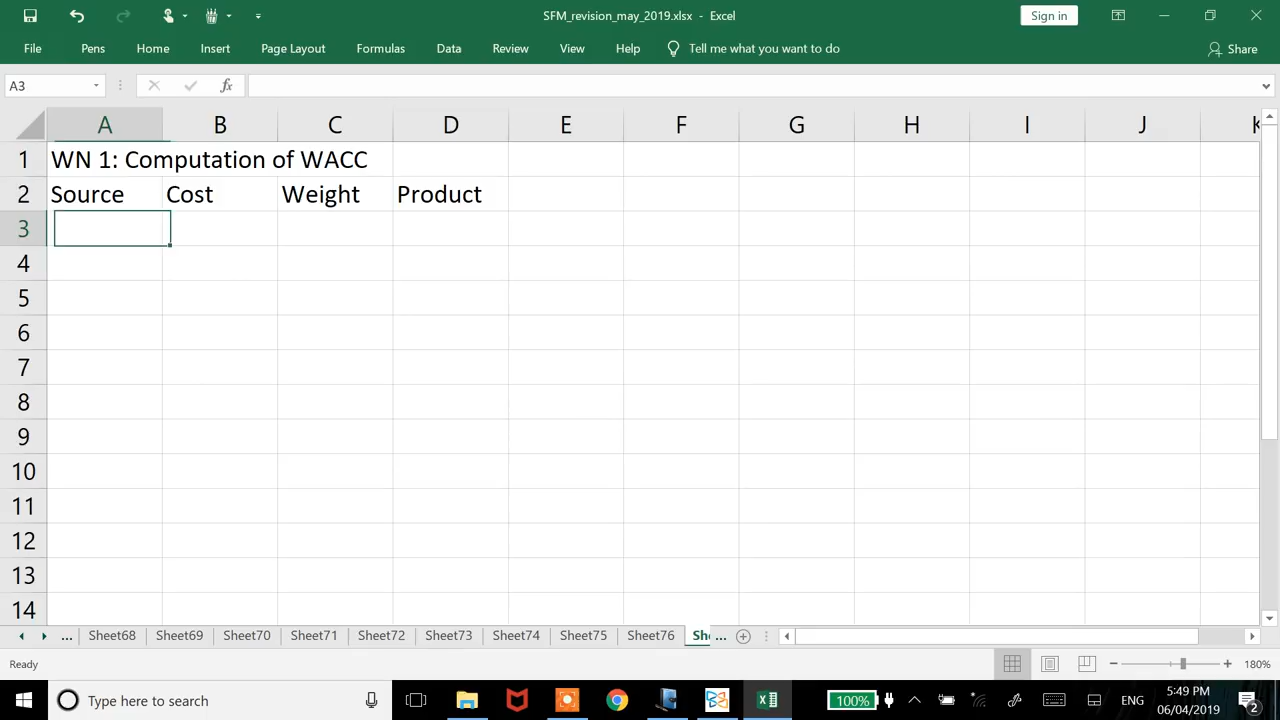 SFM_revision_may_2019.xlsx - Excel
Sign in
File Pens Home Insert Page Layout Formulas Data Review View Help Tell me what you want to do Share
A3 fx
A B C D E F G H I J K
1 WN 1: Computation of WACC
2 Source Cost Weight Product
3
4
5
6
7
8
9
10
11
12
13
14
... Sheet68 Sheet69 Sheet70 Sheet71 Sheet72 Sheet73 Sheet74 Sheet75 Sheet76 She ...
Ready 180%
Type here to search 100% ENG 5:49 PM
06/04/2019 2